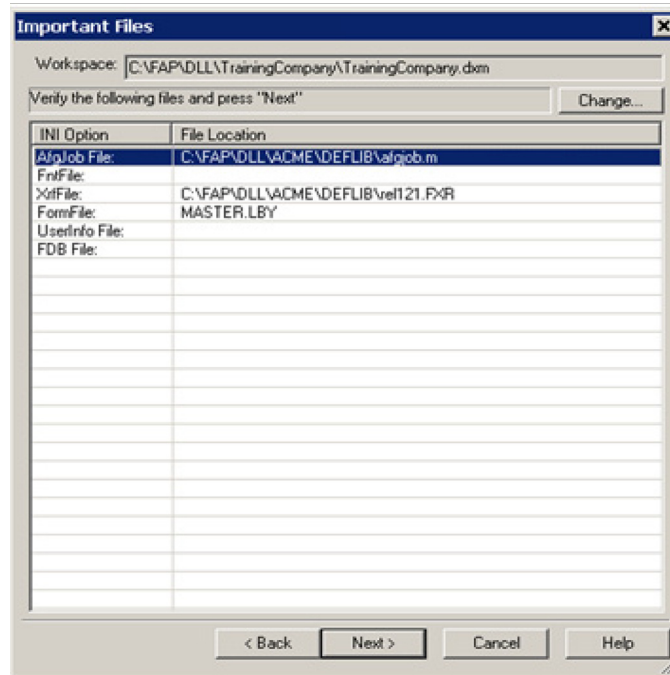 Important Files
Workspace: C:\FAP\DLL\TrainingCompany\TrainingCompany.dxm
Verify the following files and press "Next" Change...
INI Option File Location
AfgJob File: C:\FAP\DLL\ACME\DEFLIB\afgjob.m
FntFile:
XrfFile: C:\FAP\DLL\ACME\DEFLIB\rel121.FXR
FormFile: MASTER.LBY
UserInfo File:
FDB File:
< Back Next > Cancel Help